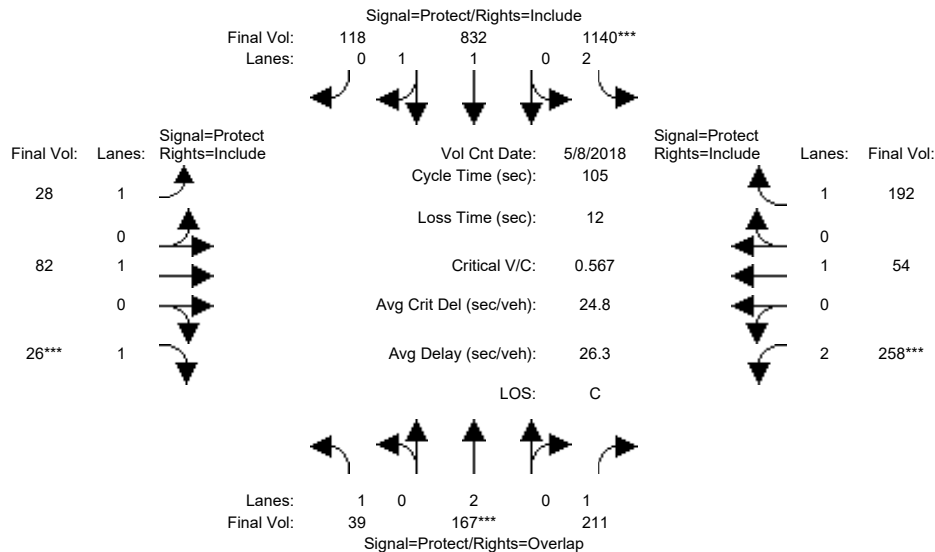 Signal=Protect/Rights=Include
Final Vol: 118 832 1140***
Lanes: 0 1 1 0 2
Signal=Protect
Final Vol: Lanes: Rights=Include
Vol Cnt Date: 5/8/2018
Signal=Protect
Rights=Include Lanes: Final Vol:
Cycle Time (sec): 105
28 1
1 192
Loss Time (sec): 12
0
0
82 1
Critical V/C: 0.567
1 54
0
Avg Crit Del (sec/veh): 24.8
0
26*** 1
Avg Delay (sec/veh): 26.3
2 258***
LOS: C
Lanes: 1 0 2 0 1
Final Vol: 39 167*** 211
Signal=Protect/Rights=Overlap